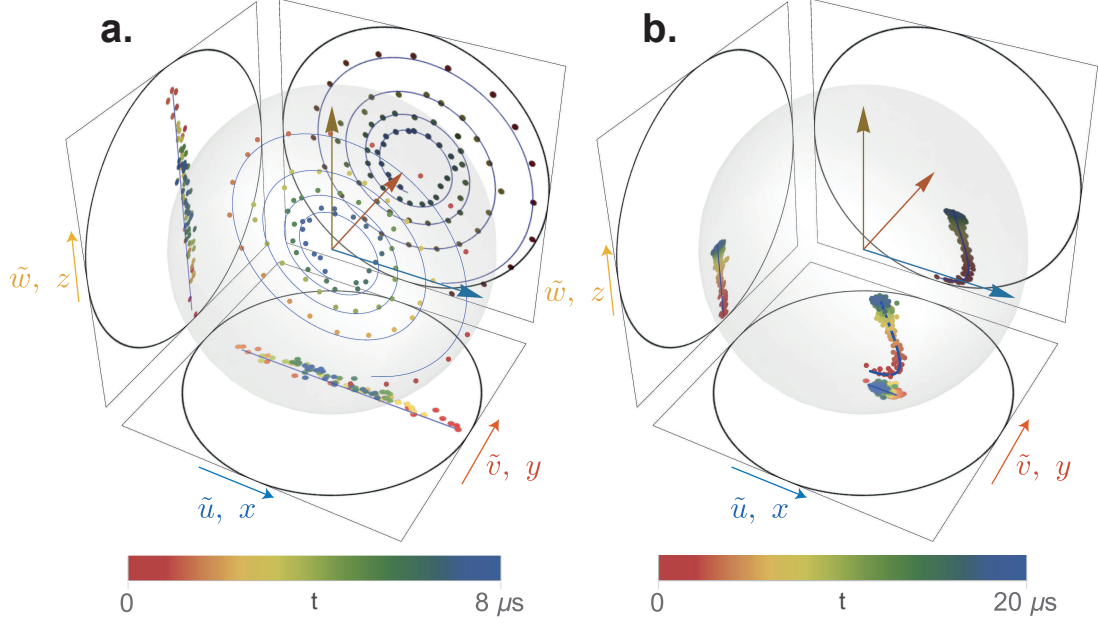 a.
w̃, z
ṽ, y
ũ, x
0
t
8 μs
b.
w̃, z
ṽ, y
ũ, x
0
t
20 μs